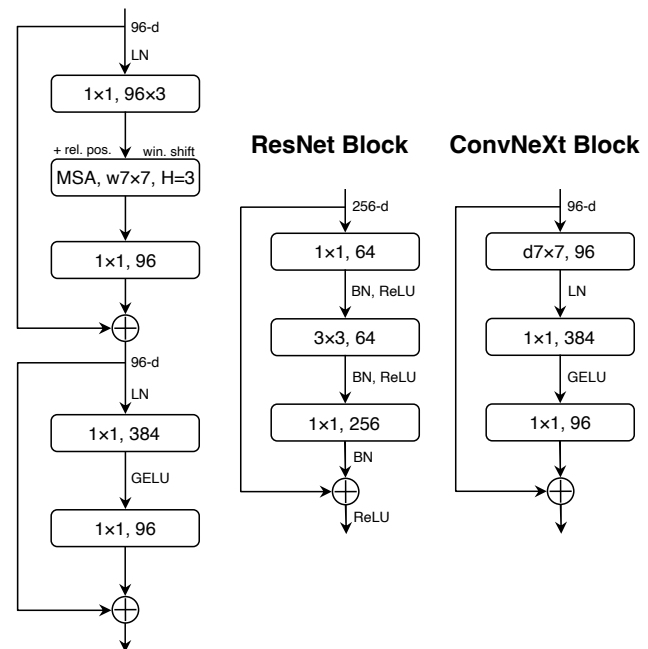 96-d
LN
1×1, 96×3
+ rel. pos. win. shift
MSA, w7×7, H=3
1×1, 96
96-d
LN
1×1, 384
GELU
1×1, 96
ResNet Block
256-d
1×1, 64
BN, ReLU
3×3, 64
BN, ReLU
1×1, 256
BN
ReLU
ConvNeXt Block
96-d
d7×7, 96
LN
1×1, 384
GELU
1×1, 96